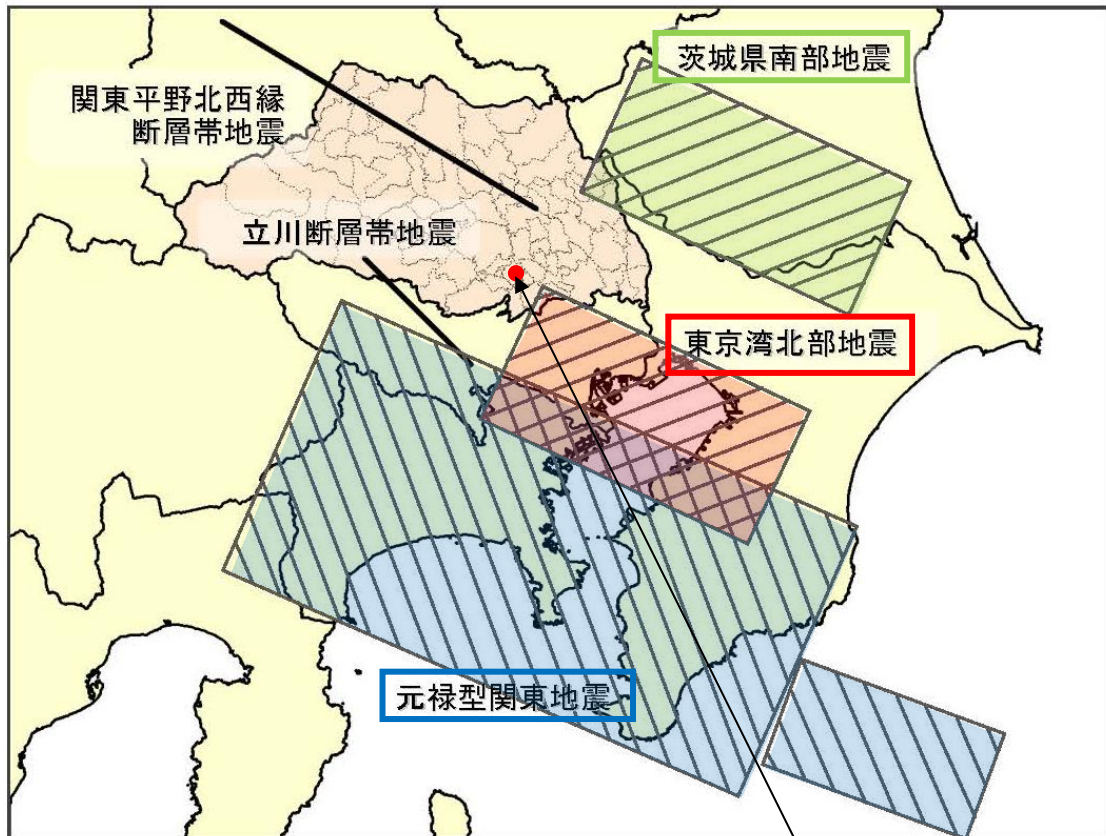 茨城県南部地震
関東平野北西縁
断層帯地震
立川断層帯地震
東京湾北部地震
元禄型関東地震